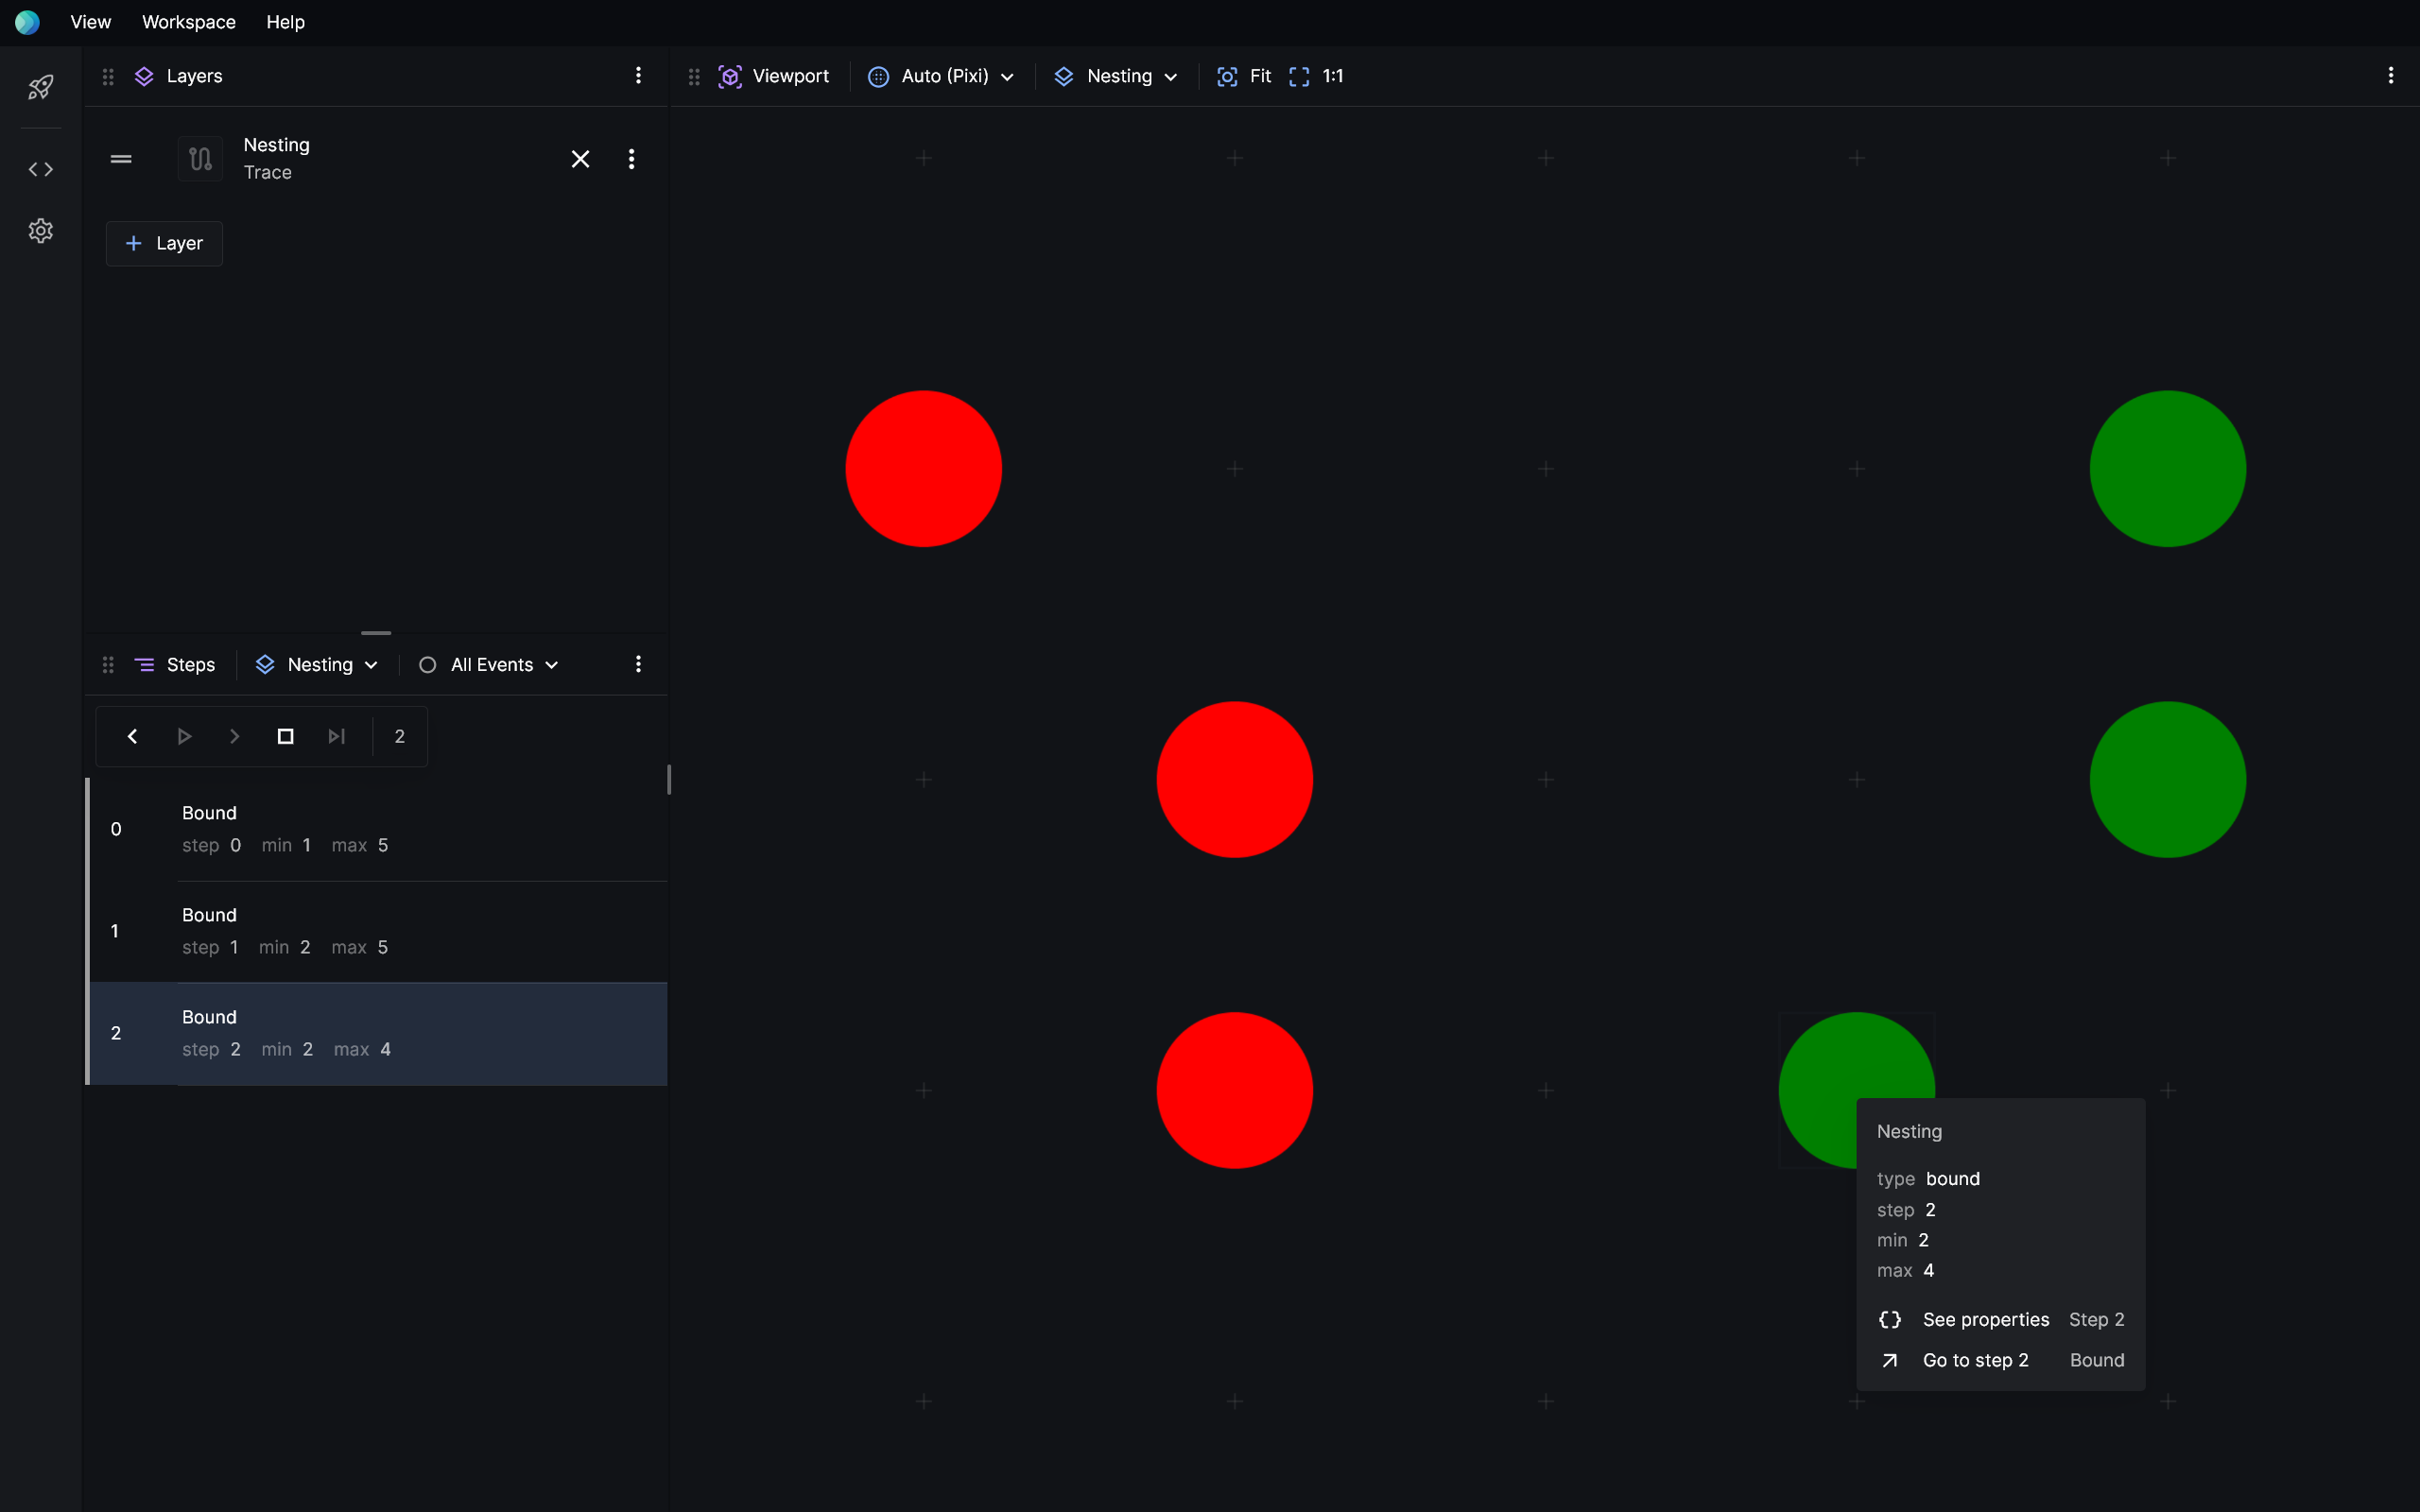 View Workspace Help
Layers
Viewport Auto (Pixi) Nesting Fit 1:1
Nesting
Trace
+ Layer
Steps Nesting All Events
2
0 Bound
step 0 min 1 max 5
1 Bound
step 1 min 2 max 5
2 Bound
step 2 min 2 max 4
Nesting
type bound
step 2
min 2
max 4
{} See properties Step 2
Go to step 2 Bound